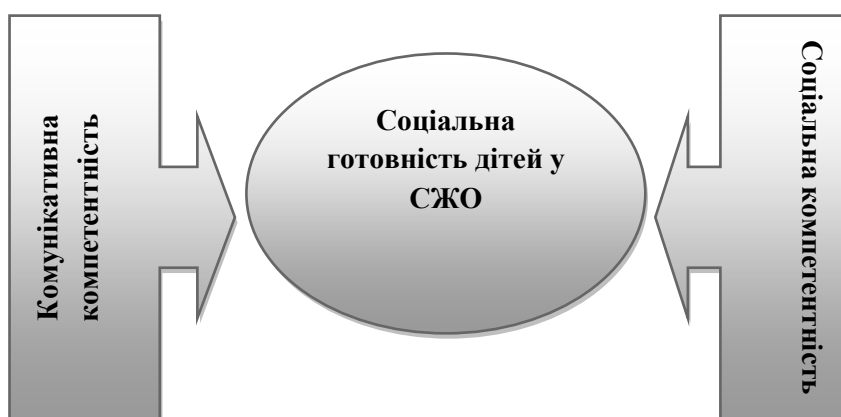 Комунікативна
компетентність
Соціальна
готовність дітей у
СЖО
Соціальна компетентність